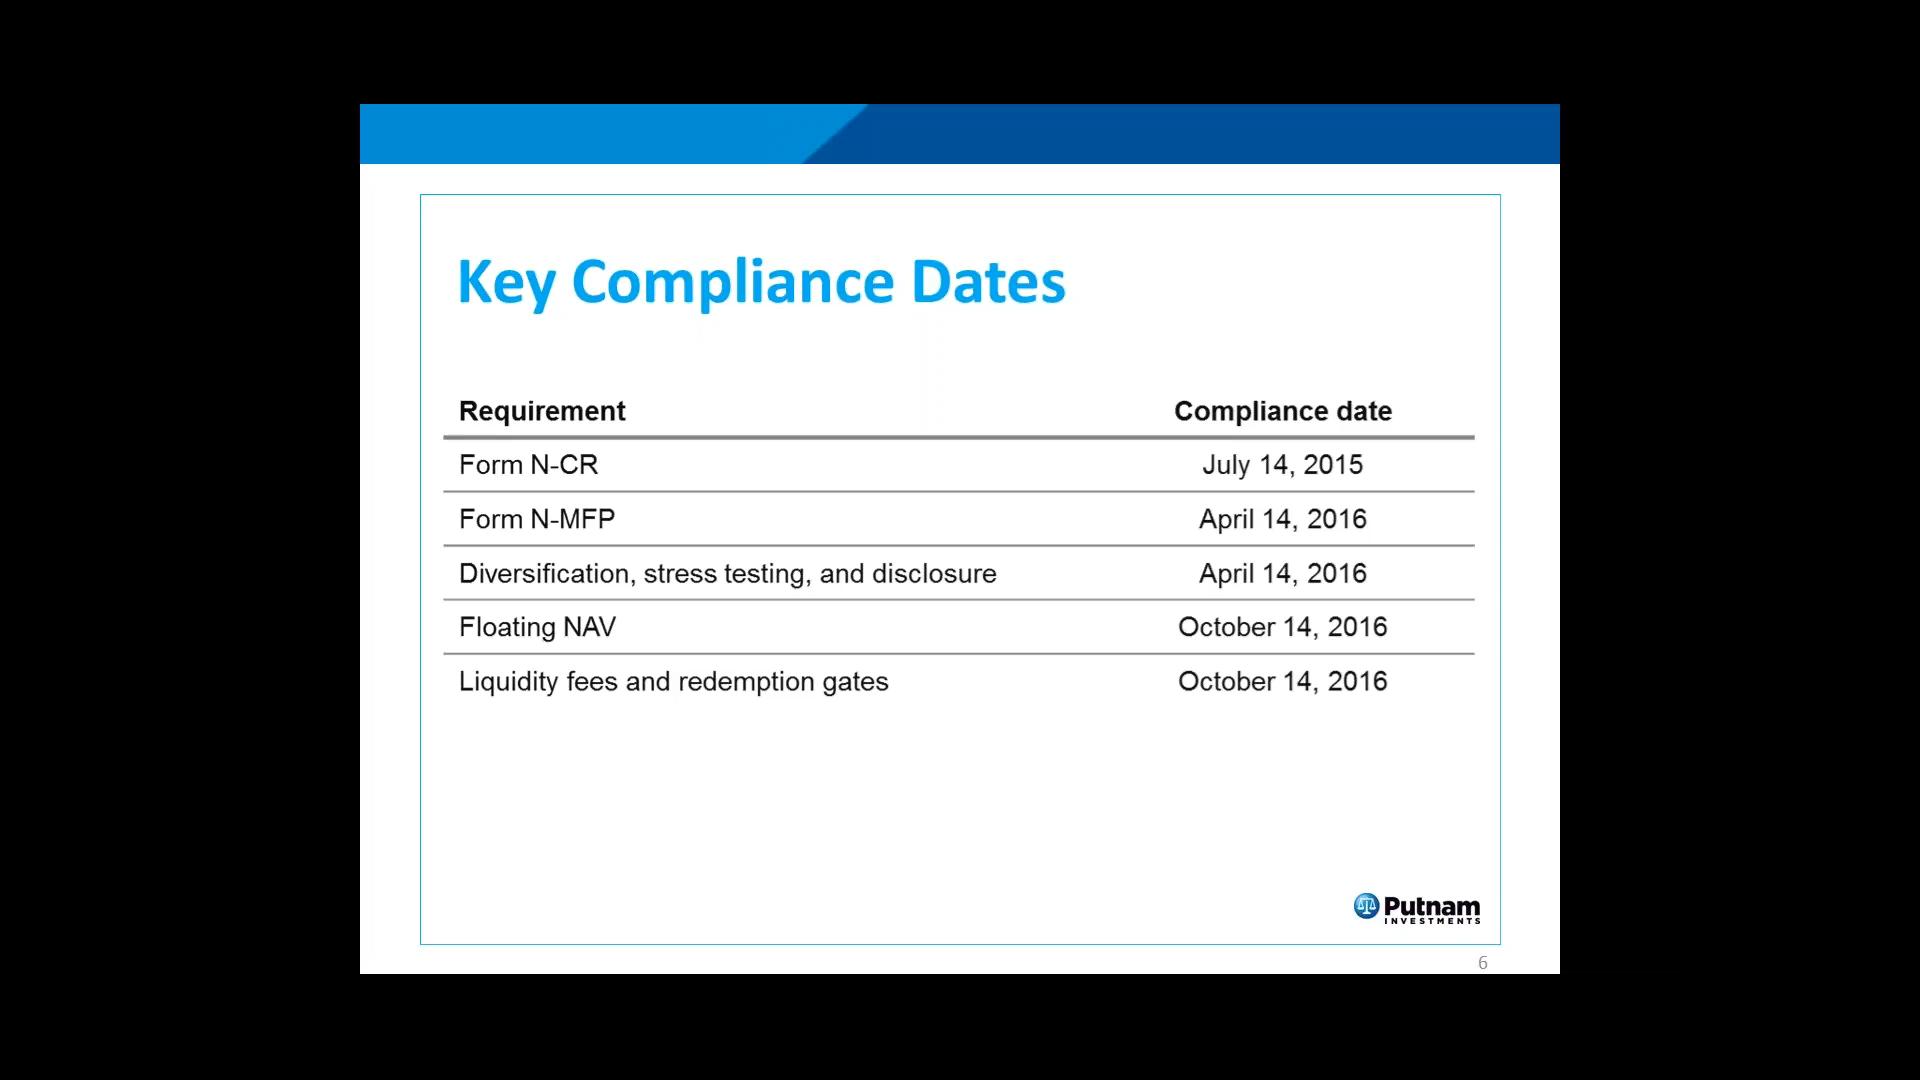 Key Compliance Dates
Requirement Compliance date
Form N-CR July 14, 2015
Form N-MFP April 14, 2016
Diversification, stress testing, and disclosure April 14, 2016
Floating NAV October 14, 2016
Liquidity fees and redemption gates October 14, 2016
Putnam
INVESTMENTS
6